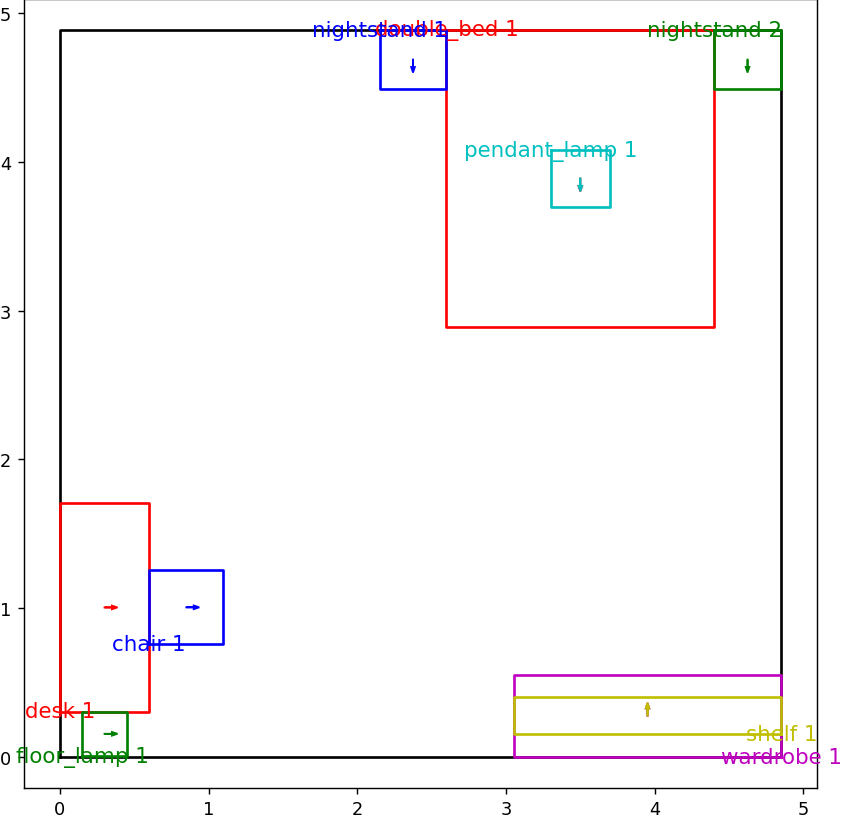 5
nightstand 1
double_bed 1
nightstand 2
4
pendant_lamp 1
3
2
1
chair 1
desk 1
shelf 1
0
floor_lamp 1
wardrobe 1
0 1 2 3 4 5